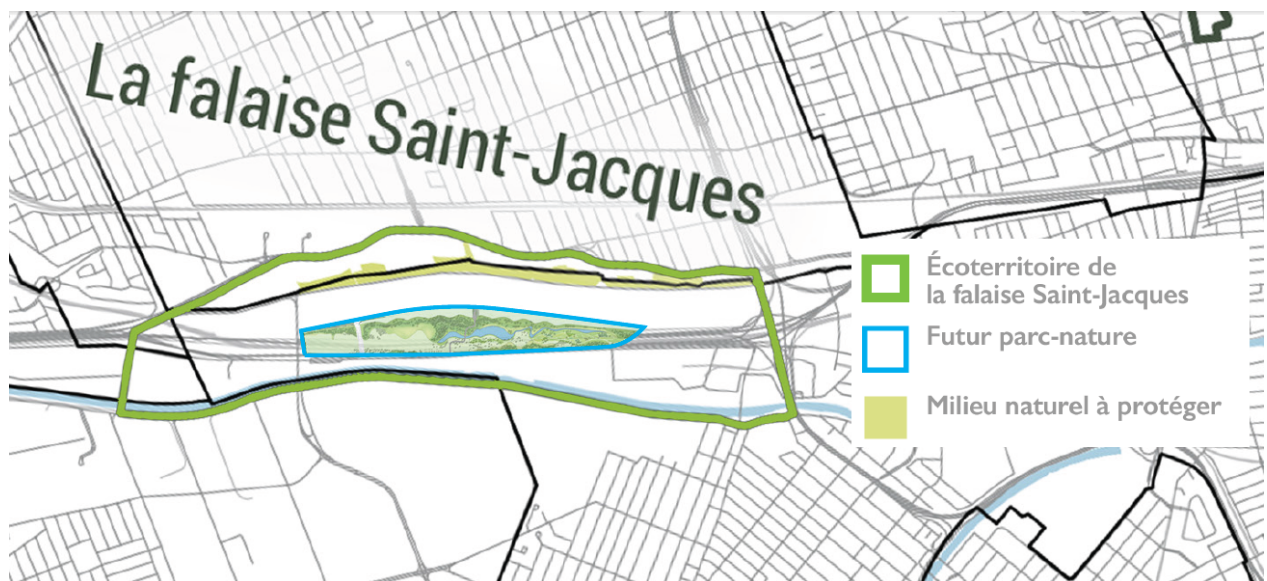 La falaise Saint-Jacques
Écoterritoire de
la falaise Saint-Jacques
Futur parc-nature
Milieu naturel à protéger